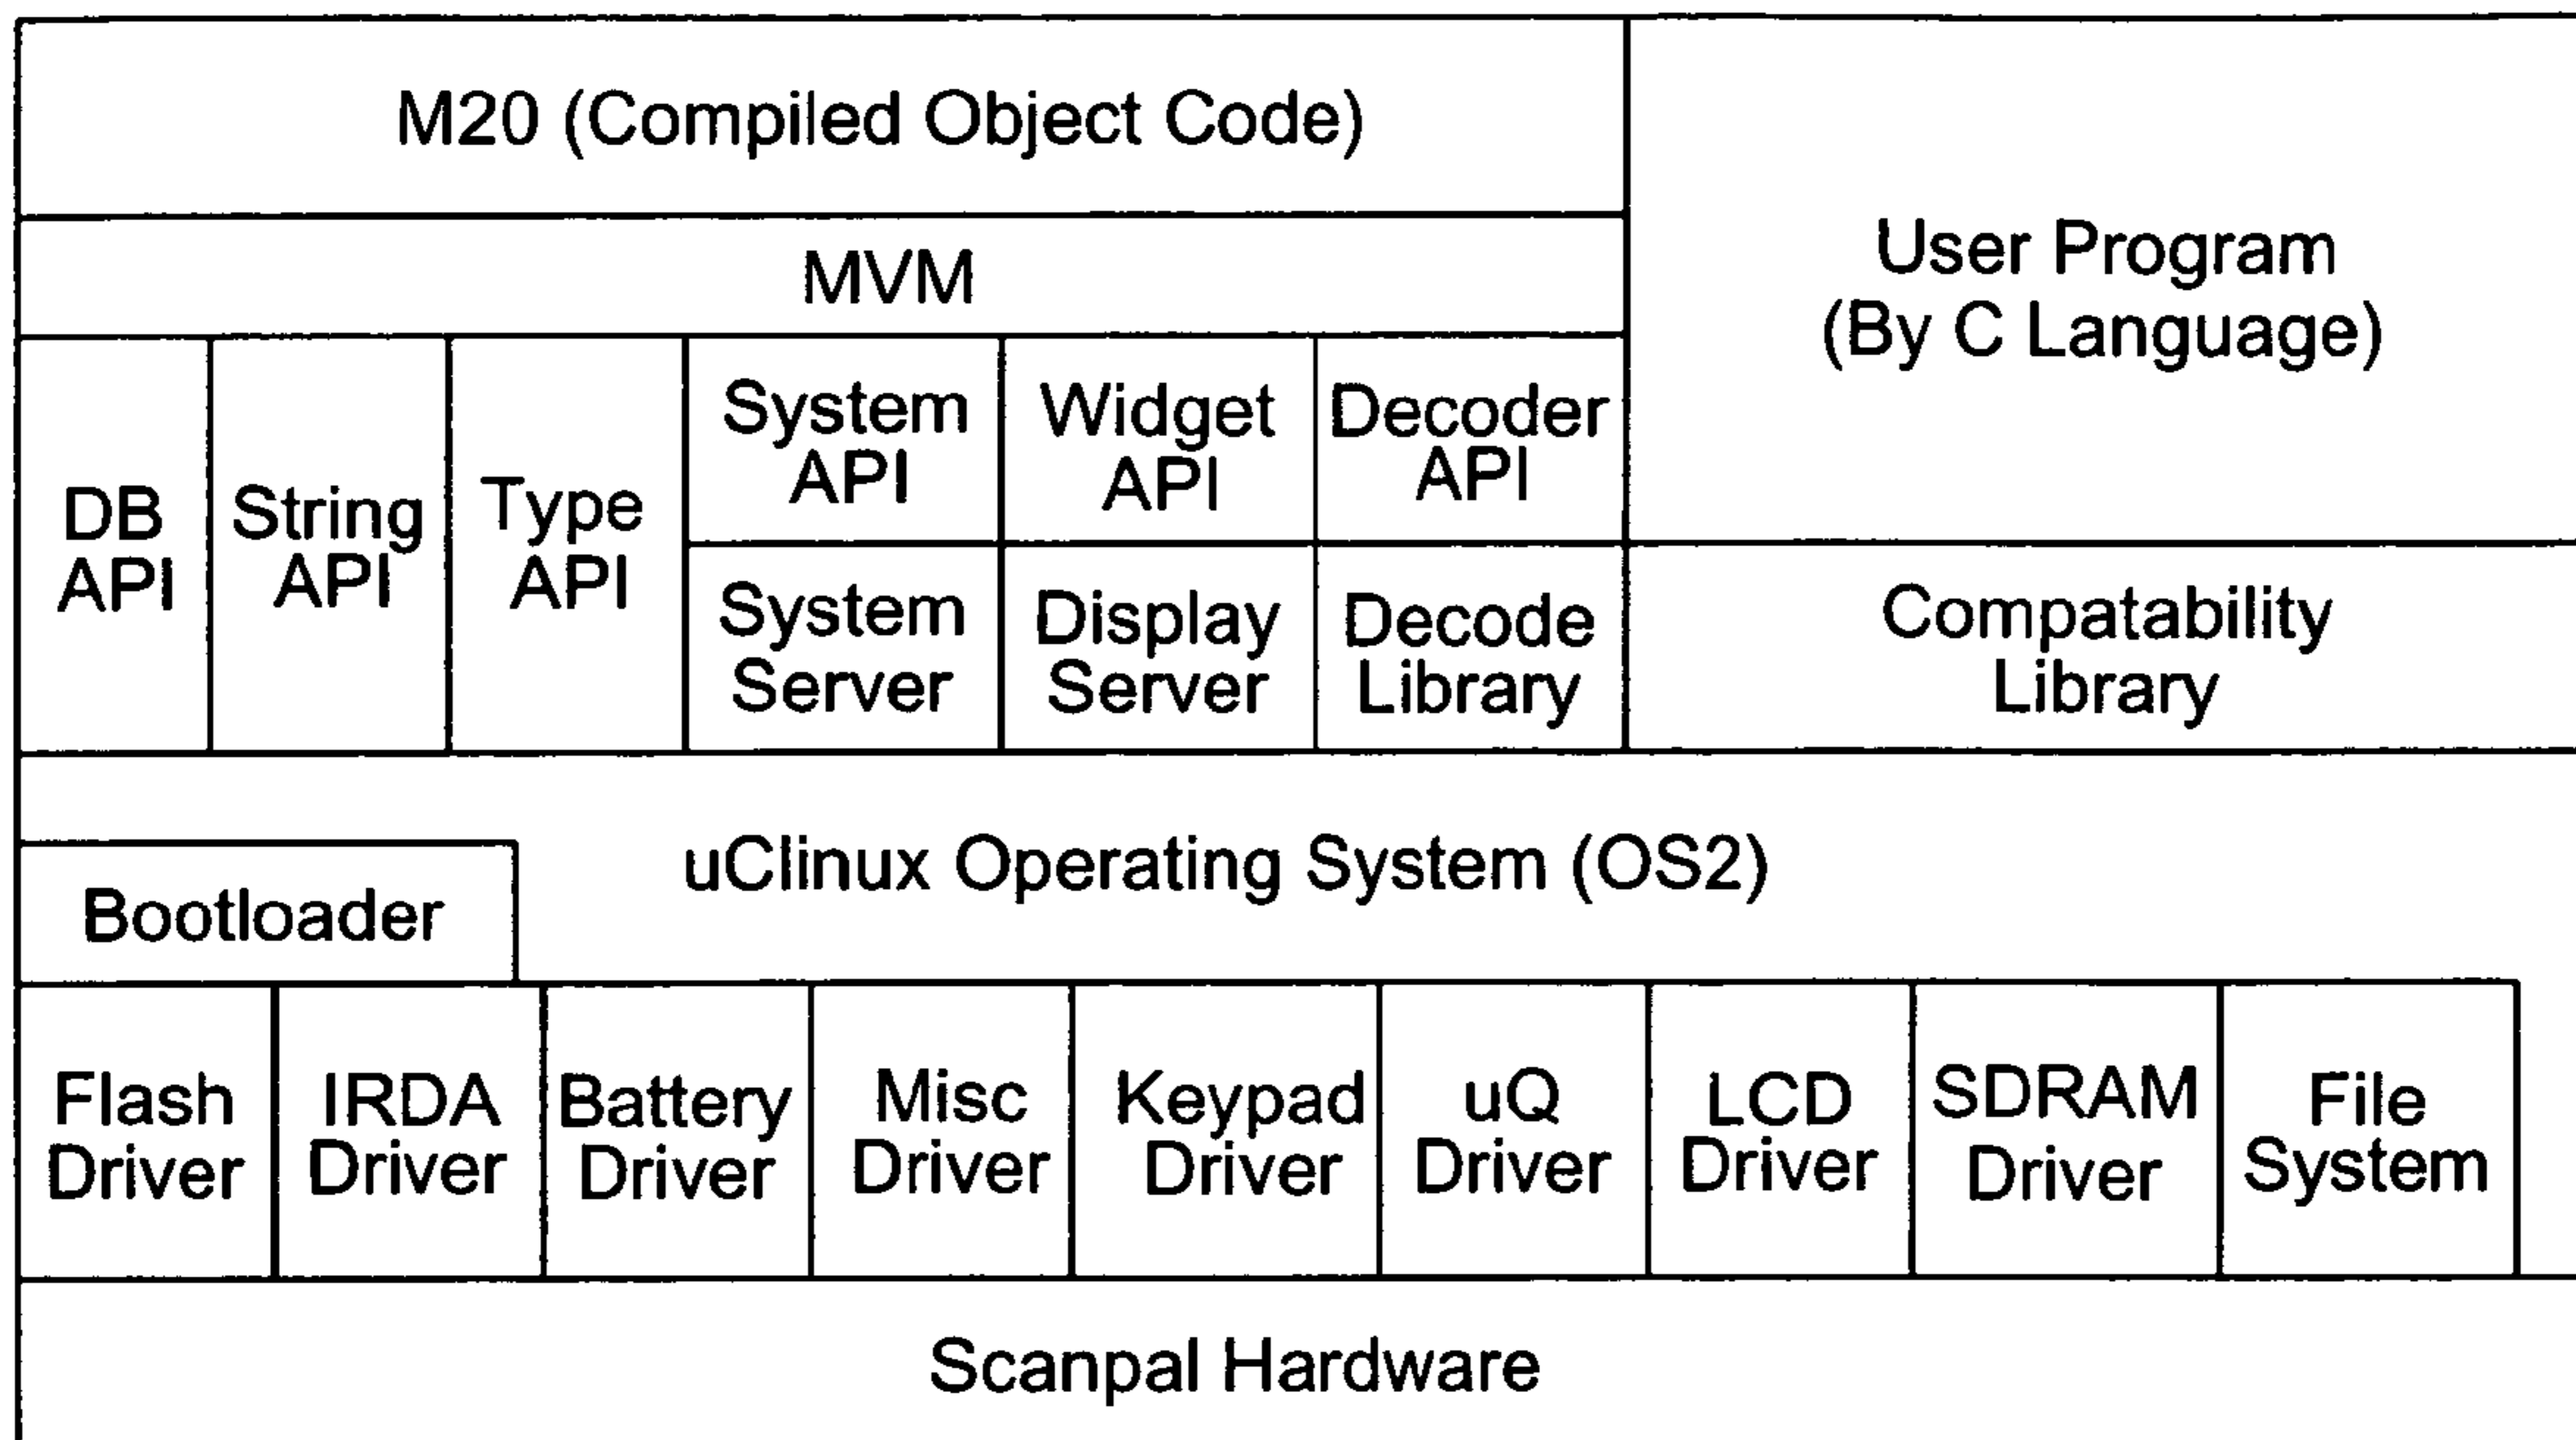 M20 (Compiled Object Code)
MVM
User Program
(By C Language)
DB
API
String
API
Type
API
System
API
Widget
API
Decoder
API
System
Server
Display
Server
Decode
Library
Compatability
Library
uClinux Operating System (OS2)
Bootloader
Flash
Driver
IRDA
Driver
Battery
Driver
Misc
Driver
Keypad
Driver
uQ
Driver
LCD
Driver
SDRAM
Driver
File
System
Scanpal Hardware